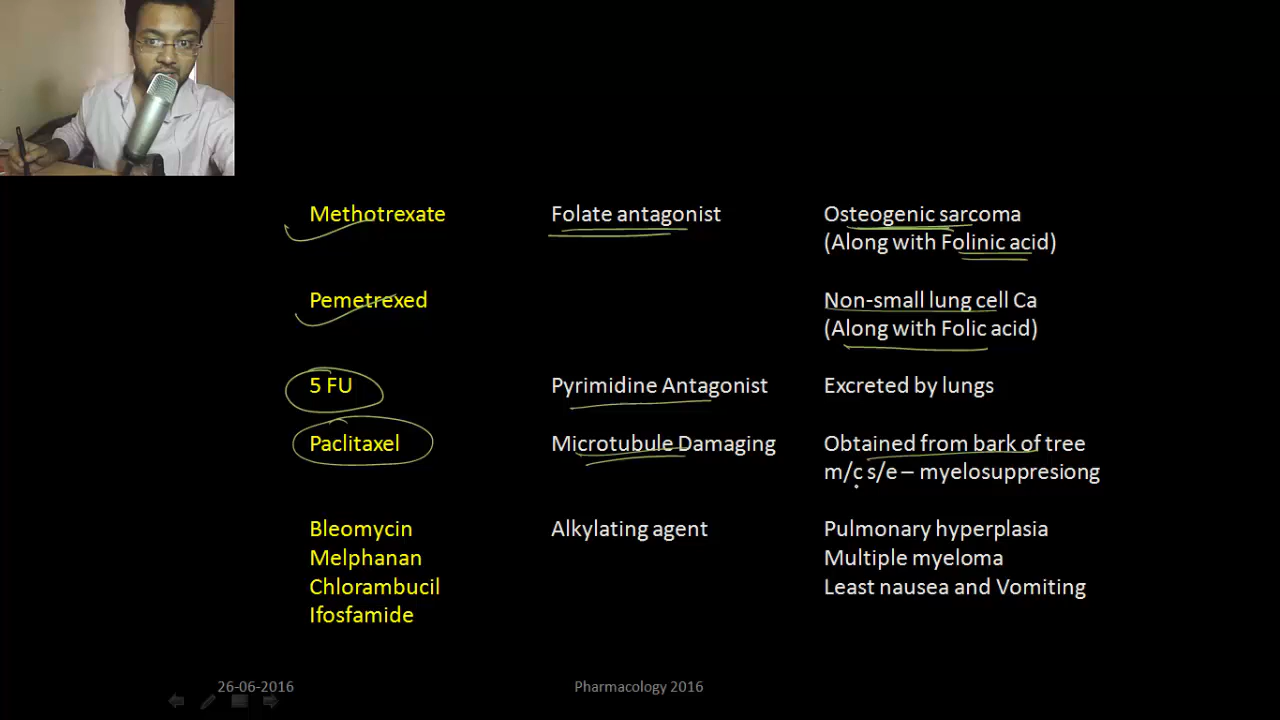 Methotrexate Folate antagonist Osteogenic sarcoma
(Along with Folinic acid)
Pemetrexed Non-small lung cell Ca
(Along with Folic acid)
5 FU Pyrimidine Antagonist Excreted by lungs
Paclitaxel Microtubule Damaging Obtained from bark of tree
m/c s/e – myelosuppresiong
Bleomycin Alkylating agent Pulmonary hyperplasia
Melphanan Multiple myeloma
Chlorambucil Least nausea and Vomiting
Ifosfamide
26-06-2016 Pharmacology 2016